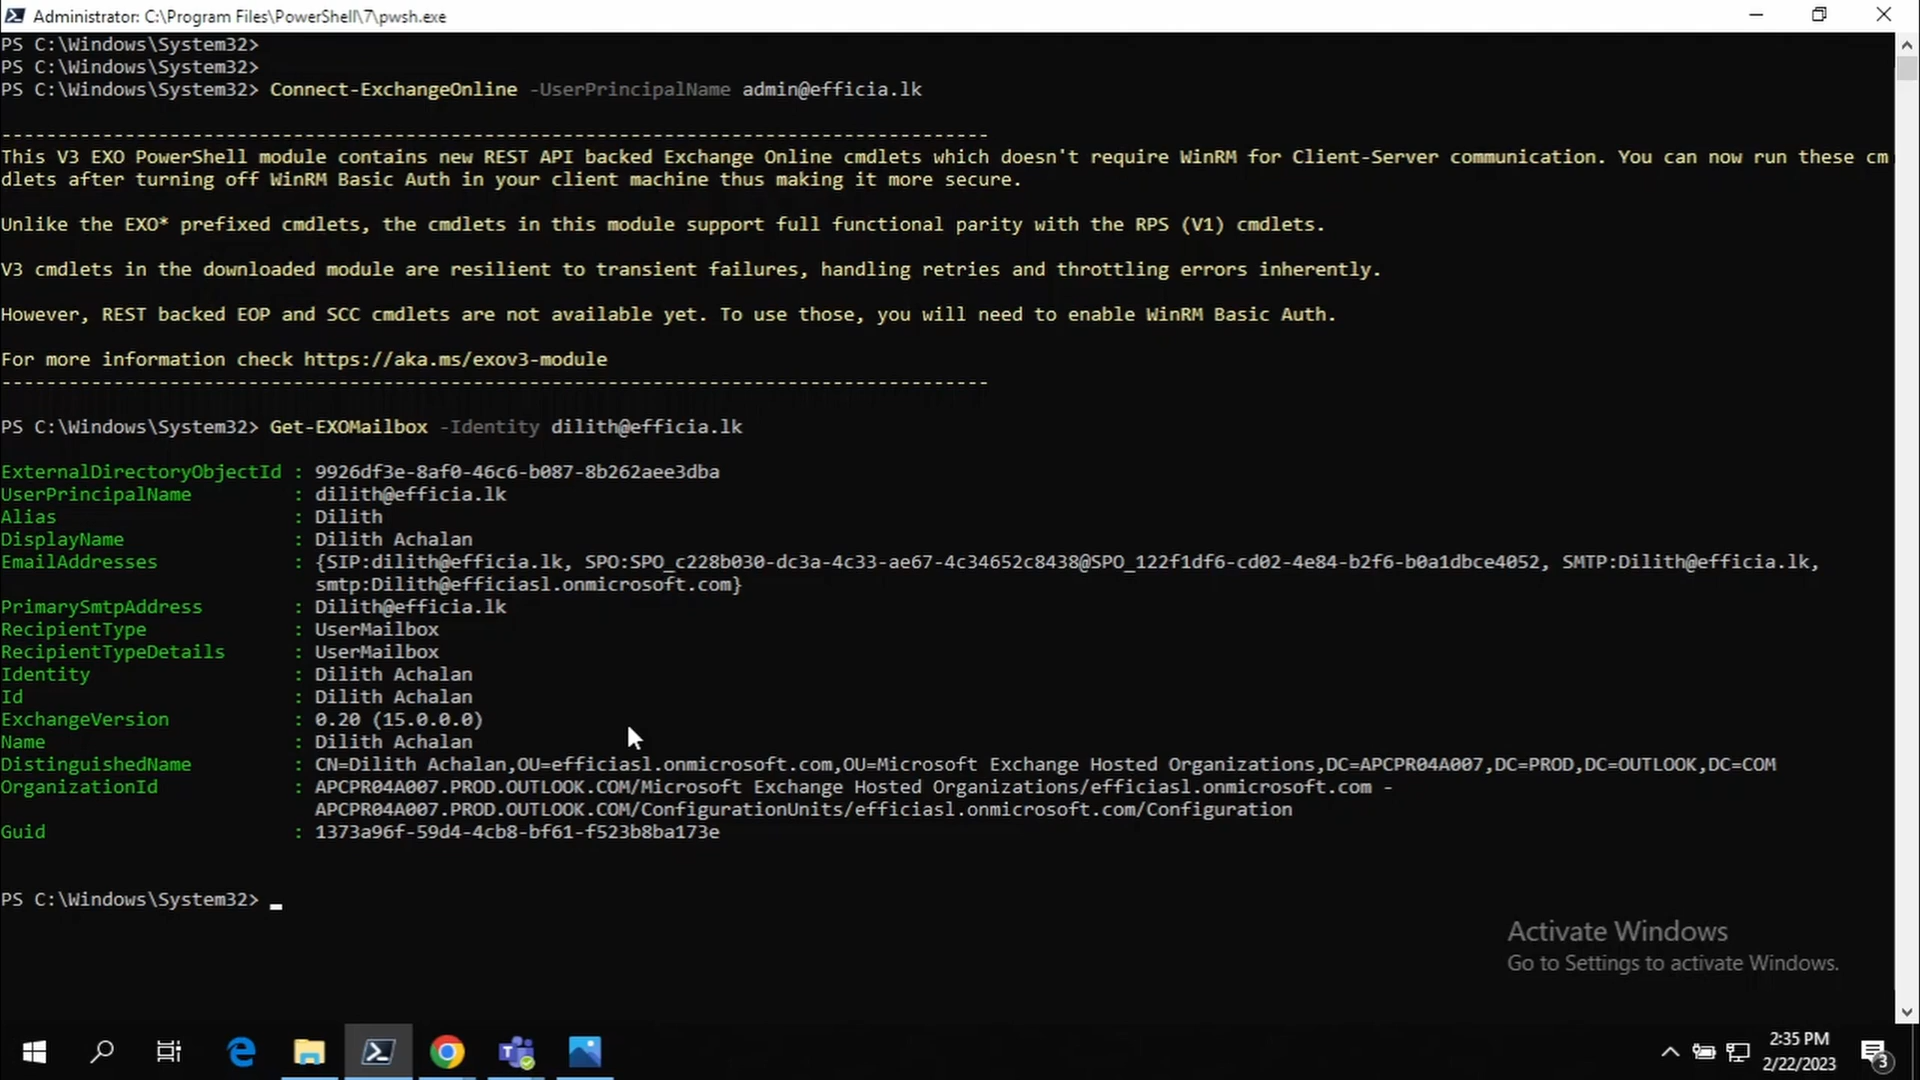 Administrator: C:\Program Files\PowerShell\7\pwsh.exe
PS C:\Windows\System32>
PS C:\Windows\System32>
PS C:\Windows\System32> Connect-ExchangeOnline -UserPrincipalName admin@efficia.lk
----------------------------------------------------------------------------------------
This V3 EXO PowerShell module contains new REST API backed Exchange Online cmdlets which doesn't require WinRM for Client-Server communication. You can now run these cm
dlets after turning off WinRM Basic Auth in your client machine thus making it more secure.
Unlike the EXO* prefixed cmdlets, the cmdlets in this module support full functional parity with the RPS (V1) cmdlets.
V3 cmdlets in the downloaded module are resilient to transient failures, handling retries and throttling errors inherently.
However, REST backed EOP and SCC cmdlets are not available yet. To use those, you will need to enable WinRM Basic Auth.
For more information check https://aka.ms/exov3-module
----------------------------------------------------------------------------------------
PS C:\Windows\System32> Get-EXOMailbox -Identity dilith@efficia.lk
ExternalDirectoryObjectId : 9926df3e-8af0-46c6-b087-8b262aee3dba
UserPrincipalName : dilith@efficia.lk
Alias : Dilith
DisplayName : Dilith Achalan
EmailAddresses : {SIP:dilith@efficia.lk, SPO:SPO_c228b030-dc3a-4c33-ae67-4c34652c8438@SPO_122f1df6-cd02-4e84-b2f6-b0a1dbce4052, SMTP:Dilith@efficia.lk,
smtp:Dilith@efficiasl.onmicrosoft.com}
PrimarySmtpAddress : Dilith@efficia.lk
RecipientType : UserMailbox
RecipientTypeDetails : UserMailbox
Identity : Dilith Achalan
Id : Dilith Achalan
ExchangeVersion : 0.20 (15.0.0.0)
Name : Dilith Achalan
DistinguishedName : CN=Dilith Achalan,OU=efficiasl.onmicrosoft.com,OU=Microsoft Exchange Hosted Organizations,DC=APCPR04A007,DC=PROD,DC=OUTLOOK,DC=COM
OrganizationId : APCPR04A007.PROD.OUTLOOK.COM/Microsoft Exchange Hosted Organizations/efficiasl.onmicrosoft.com -
APCPR04A007.PROD.OUTLOOK.COM/ConfigurationUnits/efficiasl.onmicrosoft.com/Configuration
Guid : 1373a96f-59d4-4cb8-bf61-f523b8ba173e
PS C:\Windows\System32>
Activate Windows
Go to Settings to activate Windows.
2:35 PM
2/22/2023
3